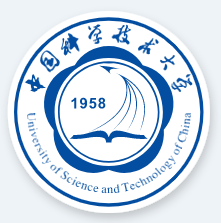 中国科学技术大学
1958
University of Science and Technology of China